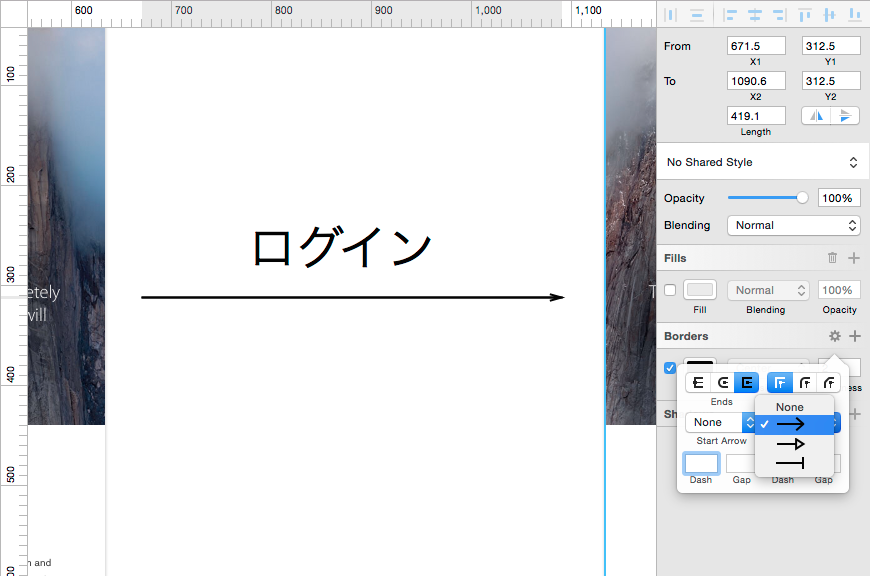 600 700 800 900 1,000 1,100
100
200
300
400
500
From 671.5 312.5
X1 Y1
To 1090.6 312.5
X2 Y2
419.1
Length
No Shared Style
Opacity 100%
Blending Normal
Fills
Normal 100%
Fill Blending Opacity
Borders
ess
Ends
None
None
Start Arrow
Sh
Dash Gap Dash Gap
ログイン
etely
will
T
n and